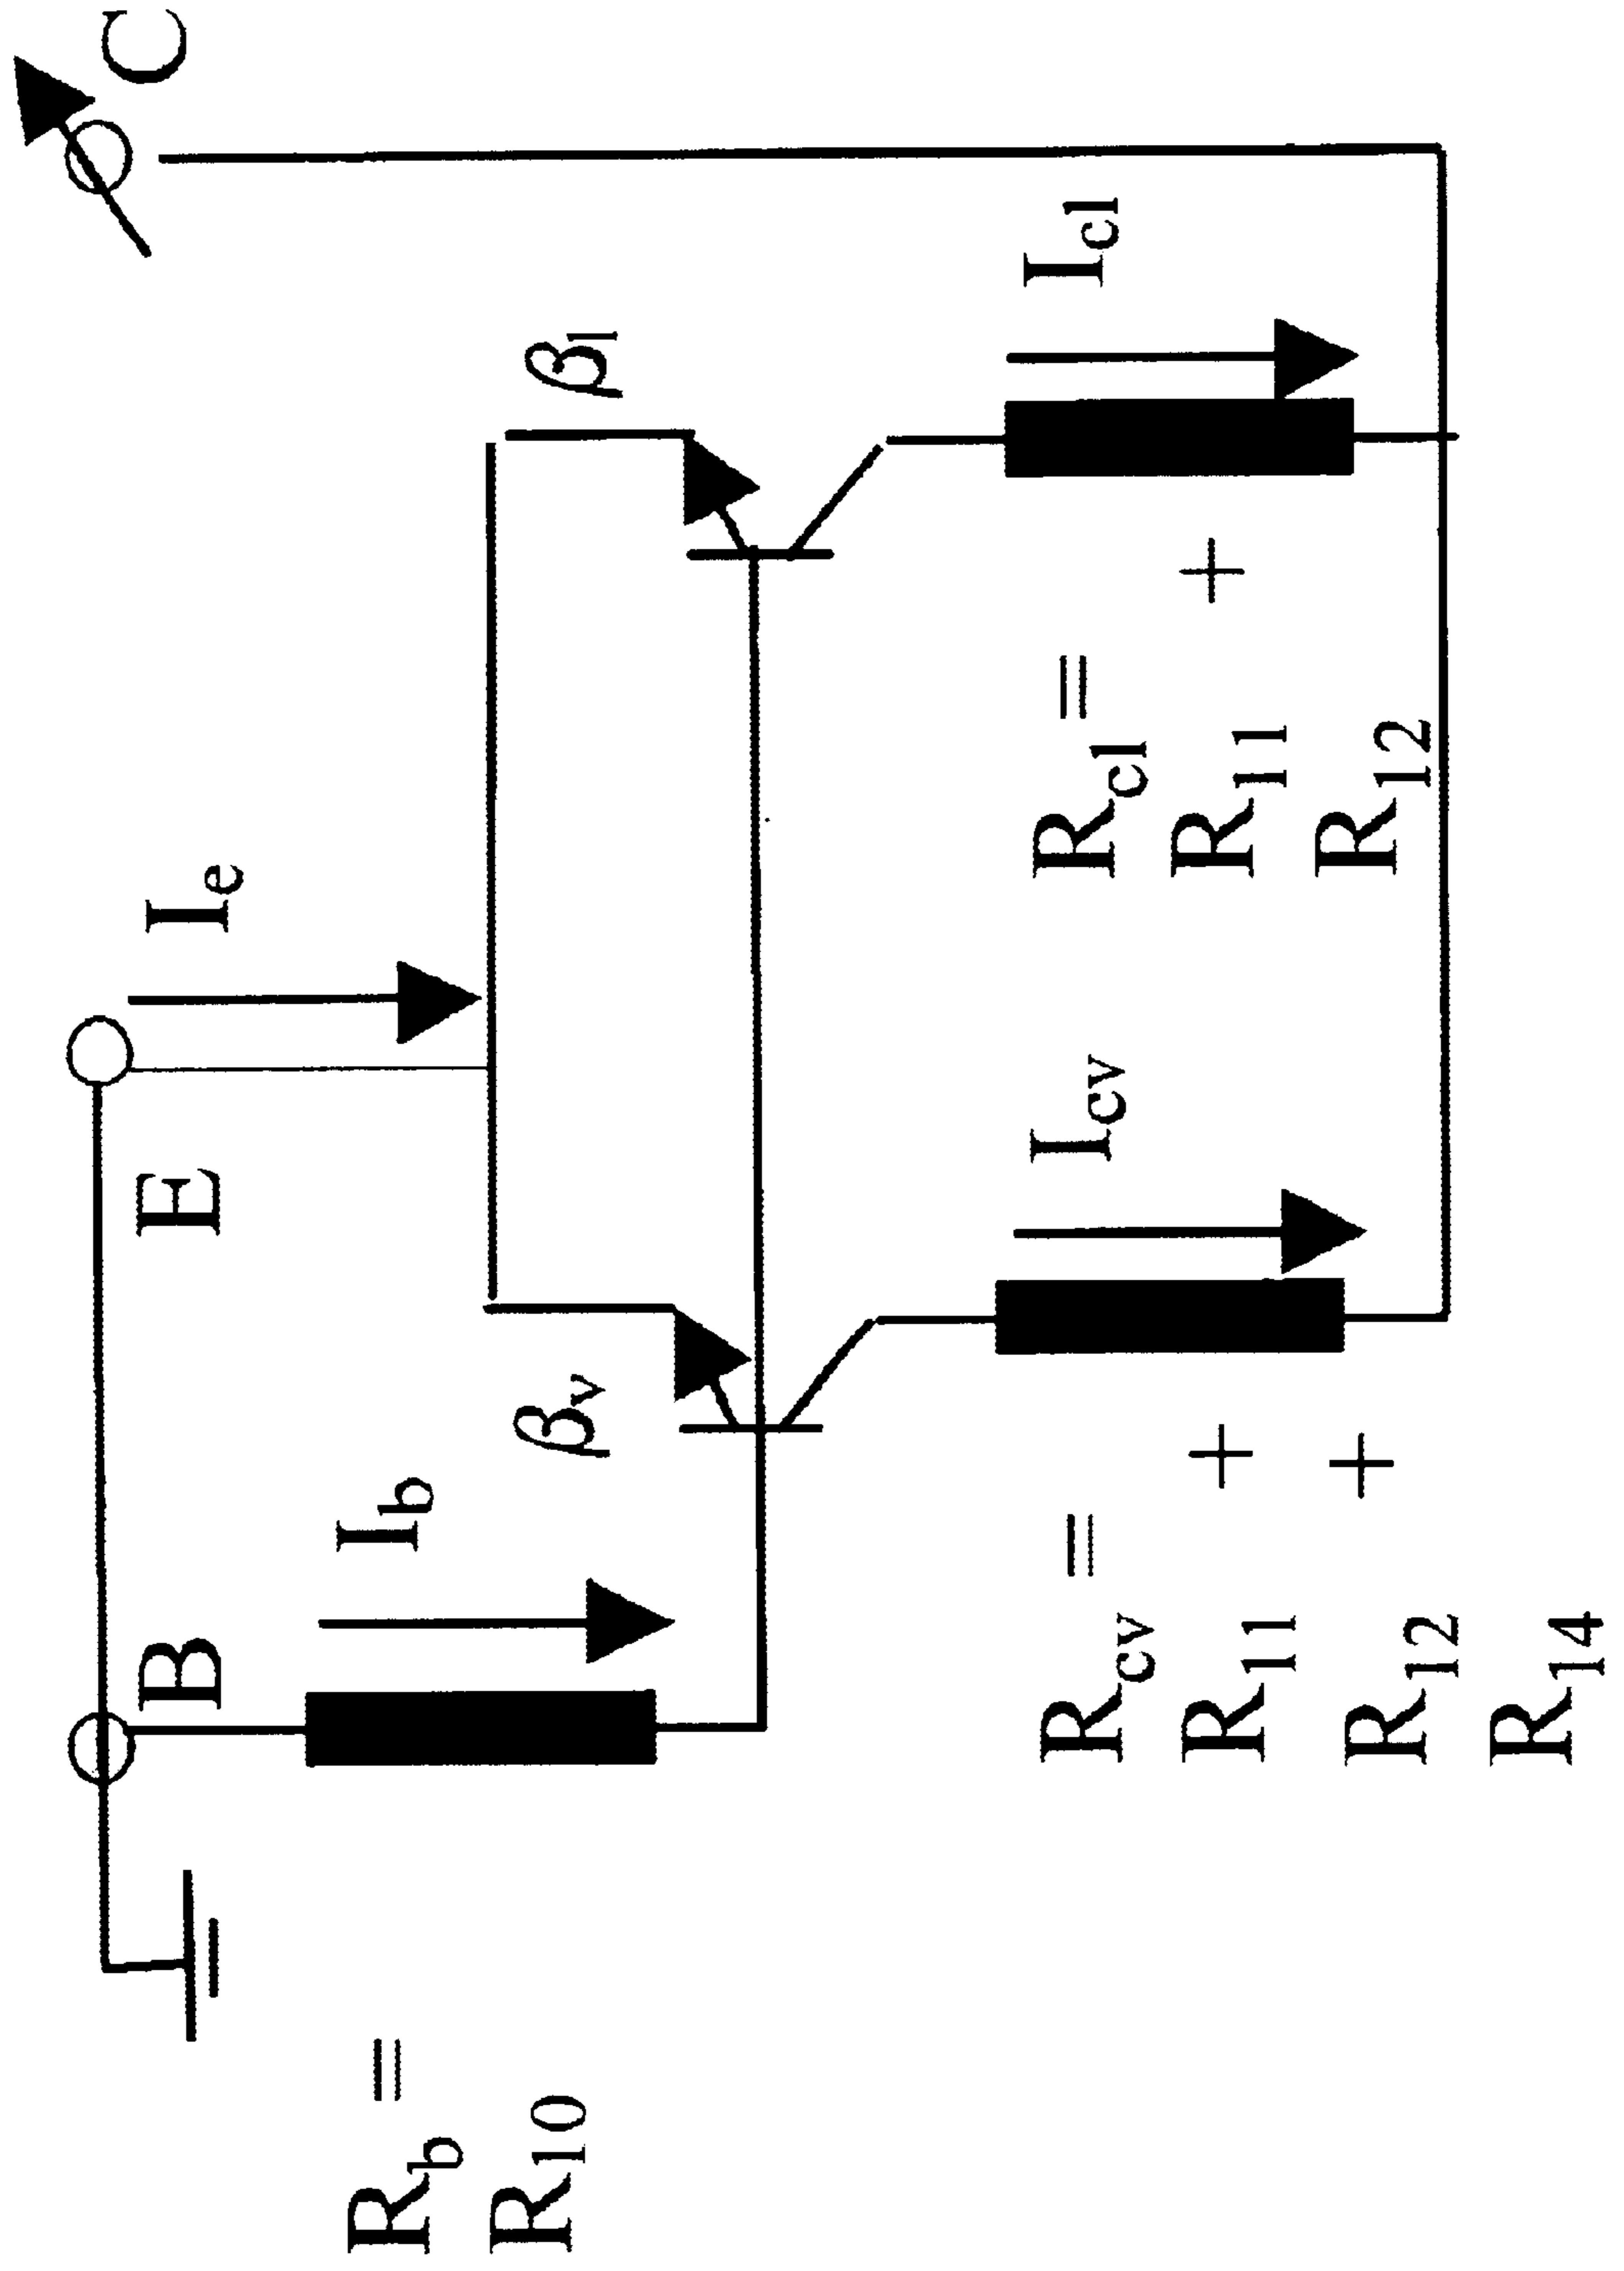 B
E
I_e
C
R_b =
R_10
I_b
β_v
β_l
R_cv =
R_11 +
R_12 +
R_14
I_cv
R_cl =
R_11 +
R_12
I_cl